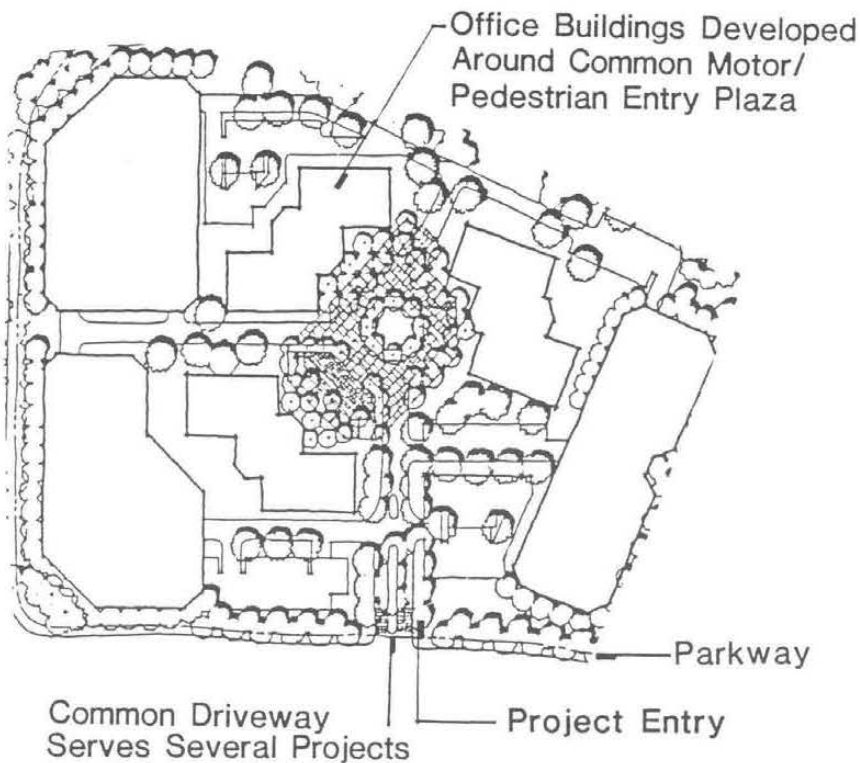 Office Buildings Developed
Around Common Motor/
Pedestrian Entry Plaza
Parkway
Project Entry
Common Driveway
Serves Several Projects